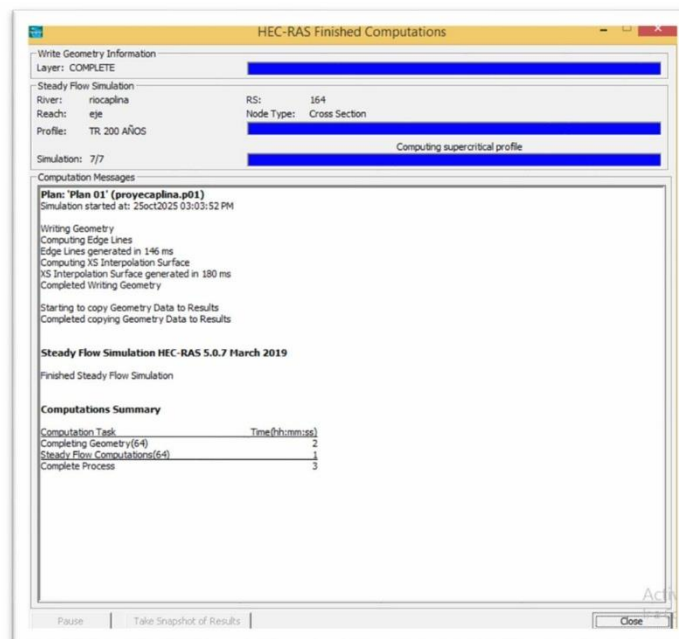 HEC-RAS Finished Computations
Write Geometry Information
Layer: COMPLETE
Steady Flow Simulation
River: riocaplina RS: 164
Reach: eje Node Type: Cross Section
Profile: TR 200 AÑOS
Computing supercritical profile
Simulation: 7/7
Computation Messages
Plan: 'Plan 01' (proyecaplina.p01)
Simulation started at: 25oct2025 03:03:52 PM
Writing Geometry
Computing Edge Lines
Edge Lines generated in 146 ms
Computing XS Interpolation Surface
XS Interpolation Surface generated in 180 ms
Completed Writing Geometry
Starting to copy Geometry Data to Results
Completed copying Geometry Data to Results
Steady Flow Simulation HEC-RAS 5.0.7 March 2019
Finished Steady Flow Simulation
Computations Summary
Computation Task Time(hh:mm:ss)
Completing Geometry(64) 2
Steady Flow Computations(64) 1
Complete Process 3
Pause Take Snapshot of Results Close